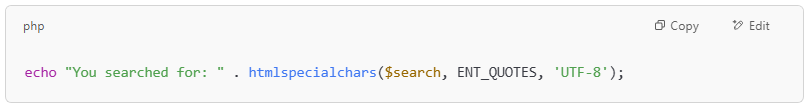 php Copy Edit
echo "You searched for: " . htmlspecialchars($search, ENT_QUOTES, 'UTF-8');